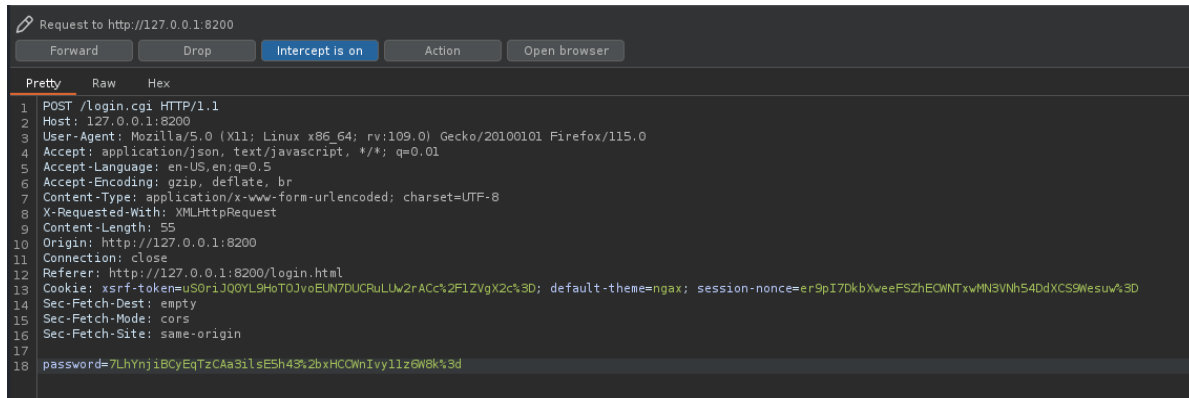 Request to http://127.0.0.1:8200
Forward Drop Intercept is on Action Open browser
Pretty Raw Hex
1 POST /login.cgi HTTP/1.1
2 Host: 127.0.0.1:8200
3 User-Agent: Mozilla/5.0 (X11; Linux x86_64; rv:109.0) Gecko/20100101 Firefox/115.0
4 Accept: application/json, text/javascript, */*; q=0.01
5 Accept-Language: en-US,en;q=0.5
6 Accept-Encoding: gzip, deflate, br
7 Content-Type: application/x-www-form-urlencoded; charset=UTF-8
8 X-Requested-With: XMLHttpRequest
9 Content-Length: 55
10 Origin: http://127.0.0.1:8200
11 Connection: close
12 Referer: http://127.0.0.1:8200/login.html
13 Cookie: xsrf-token=uS0riJQ0YL9HoTOJvoEUN7DUCRuLUw2rACc%2FlZVgX2c%3D; default-theme=ngax; session-nonce=er9pI7DkbXweeFSZhECWNTxwMN3VNh54DdXCS9Wesuw%3D
14 Sec-Fetch-Dest: empty
15 Sec-Fetch-Mode: cors
16 Sec-Fetch-Site: same-origin
17
18 password=7LhYnjiBCyEqTzCAa3ilsE5h43%2bxHCCWnIvy11z6W8k%3d